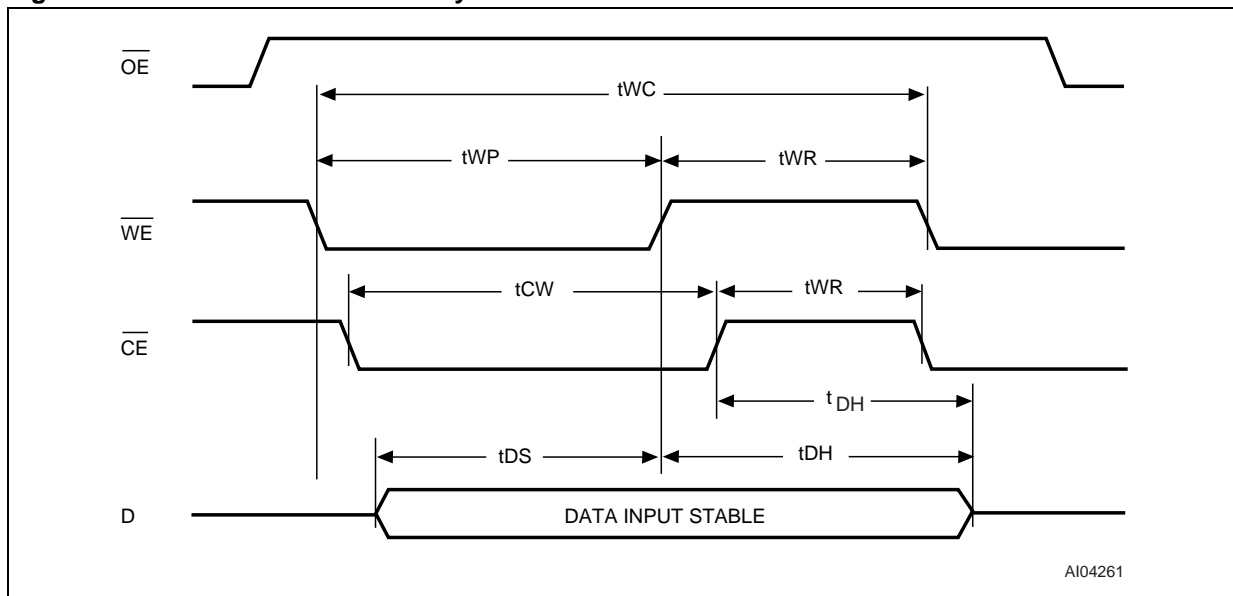 OE
tWC
tWP
tWR
WE
tCW
tWR
CE
t DH
tDS
tDH
D
DATA INPUT STABLE
AI04261